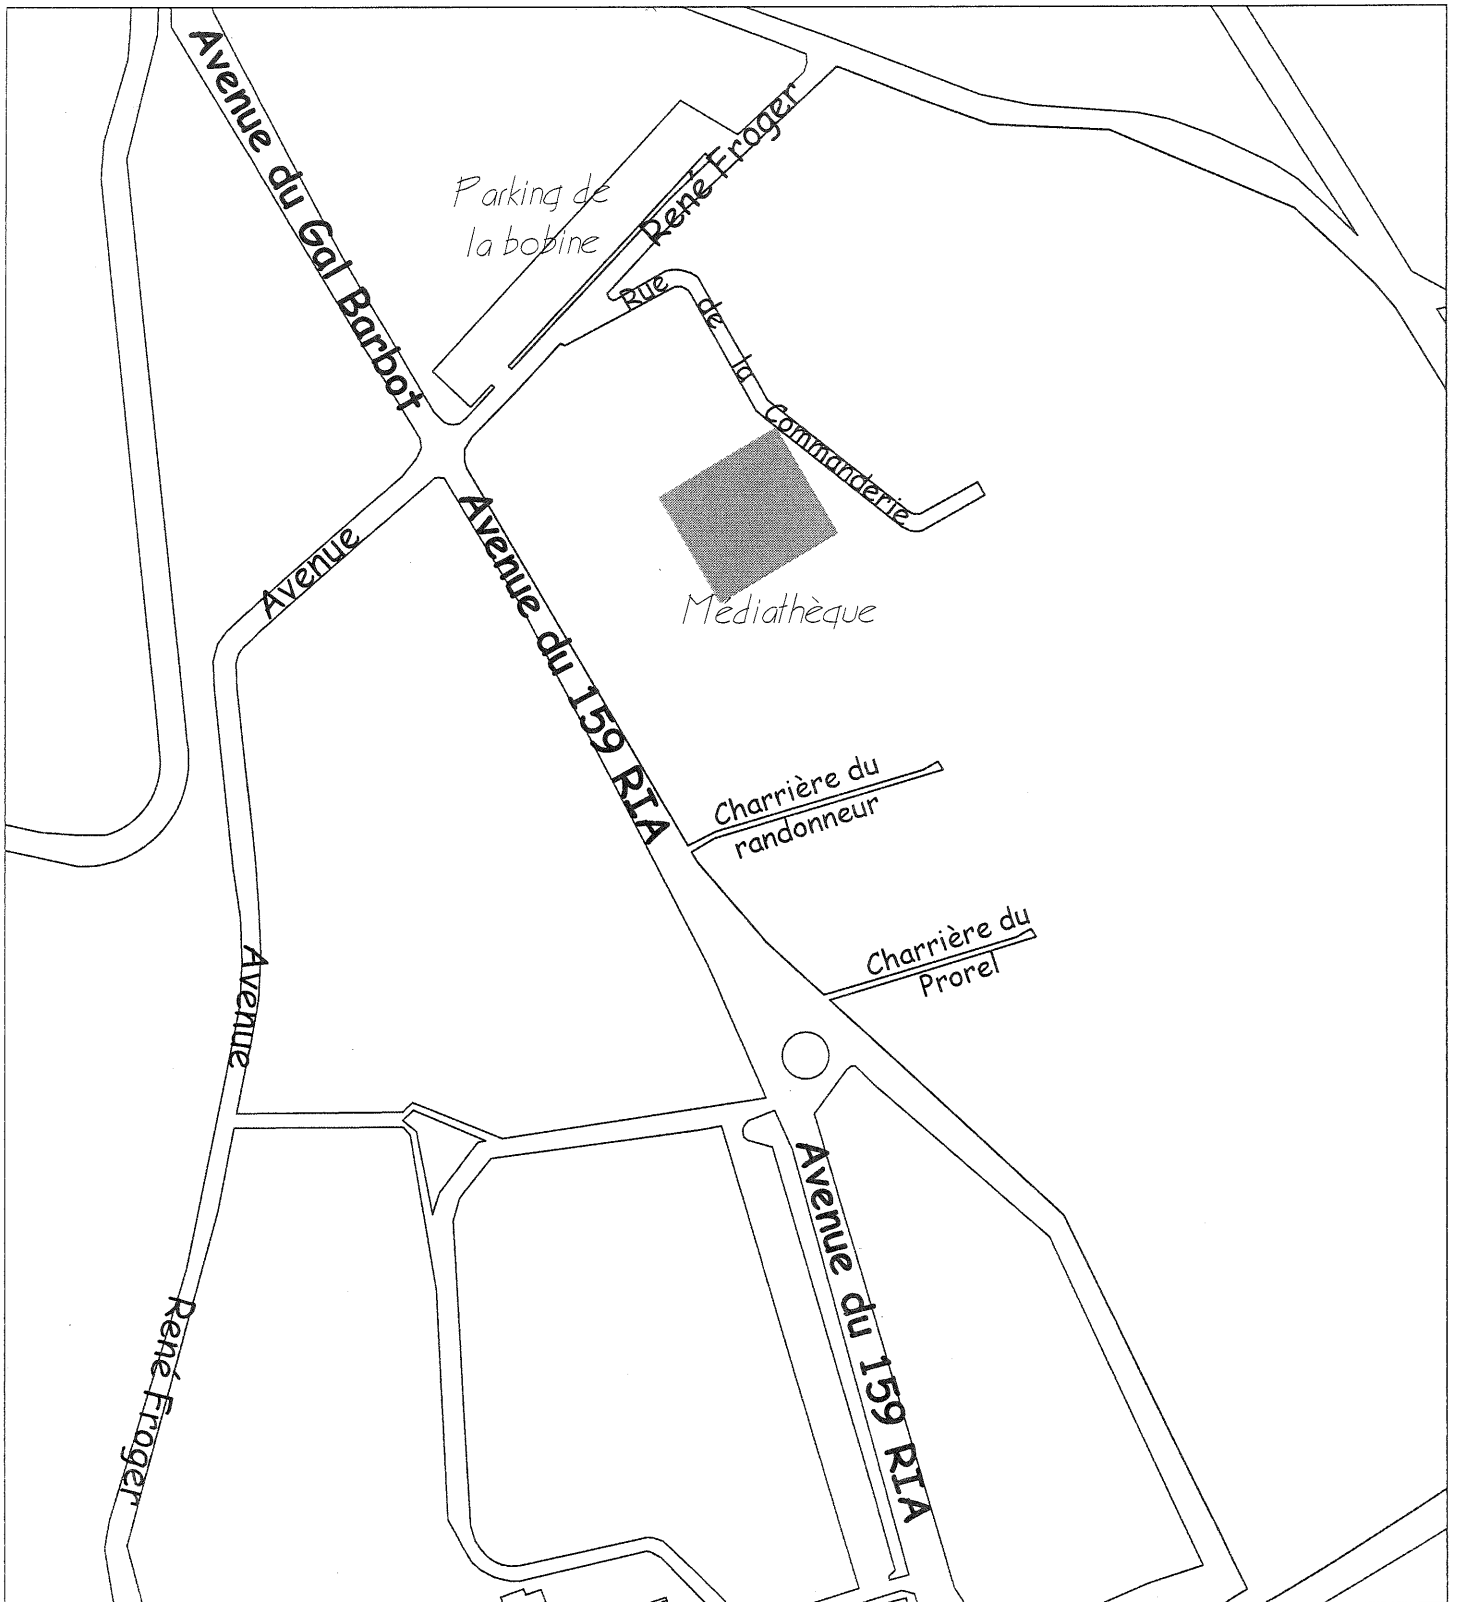 Avenue du Gal Barbot
René Froger
Parking de
la bobine
Rue de la Commanderie
Avenue
Avenue du 159 RIA
Médiathèque
Charrière du
randonneur
Charrière du
Prorel
Avenue
Avenue du 159 RIA
René Froger